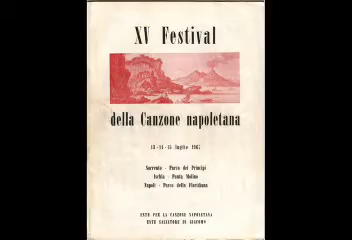 XV Festival
della Canzone napoletana
13 - 14 - 15 luglio 1967
Sorrento - Parco dei Principi
Ischia - Punta Molino
Napoli - Parco della Floridiana
ENTE PER LA CANZONE NAPOLETANA
ENTE SALVATORE DI GIACOMO